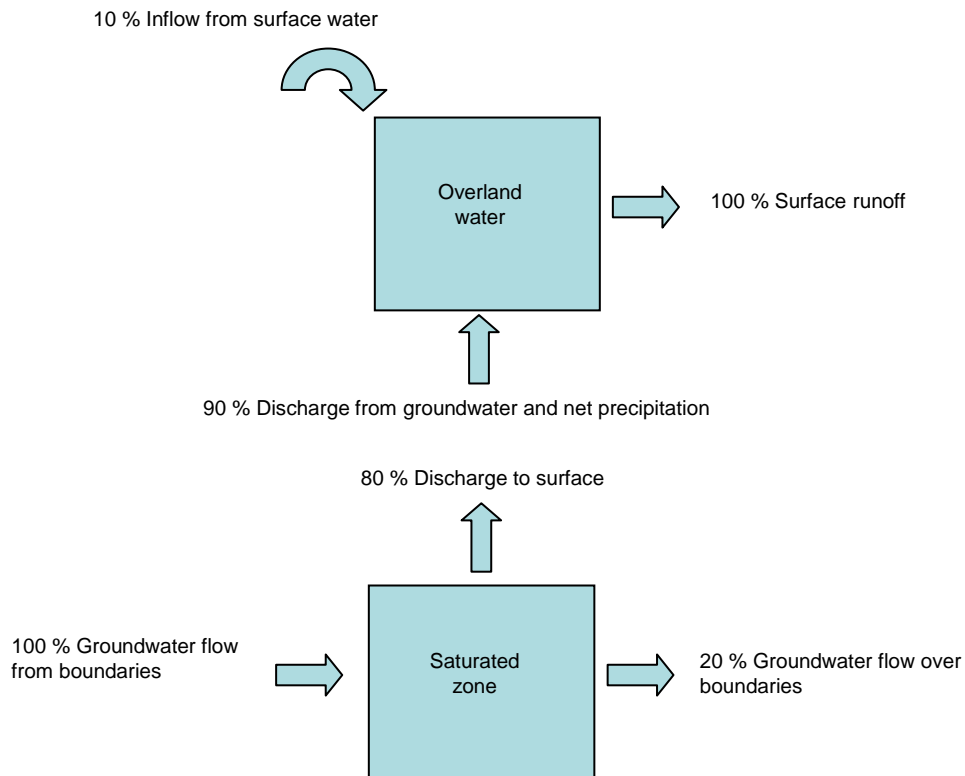 10 % Inflow from surface water
Overland
water
100 % Surface runoff
90 % Discharge from groundwater and net precipitation
80 % Discharge to surface
100 % Groundwater flow
from boundaries
Saturated
zone
20 % Groundwater flow over
boundaries